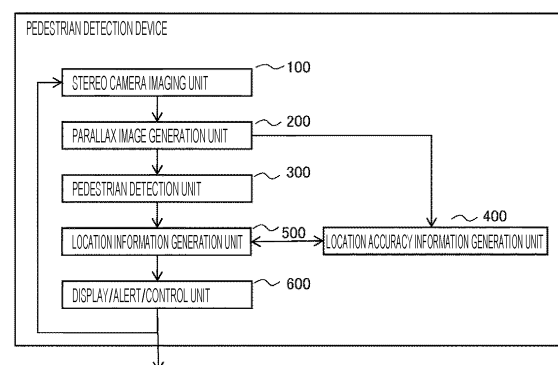 PEDESTRIAN DETECTION DEVICE
100
STEREO CAMERA IMAGING UNIT
200
PARALLAX IMAGE GENERATION UNIT
300
PEDESTRIAN DETECTION UNIT
400
500
LOCATION INFORMATION GENERATION UNIT
LOCATION ACCURACY INFORMATION GENERATION UNIT
600
DISPLAY/ALERT/CONTROL UNIT